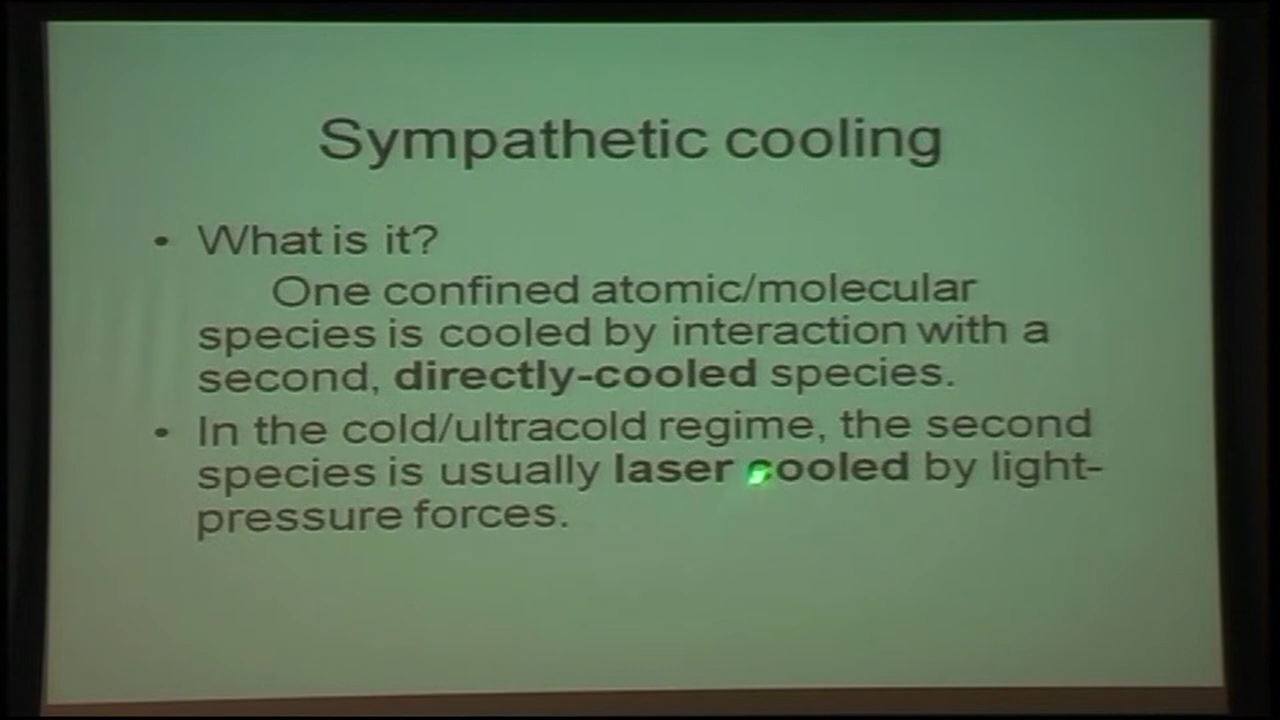 Sympathetic cooling
• What is it?
One confined atomic/molecular
species is cooled by interaction with a
second, directly-cooled species.
• In the cold/ultracold regime, the second
species is usually laser cooled by light-
pressure forces.